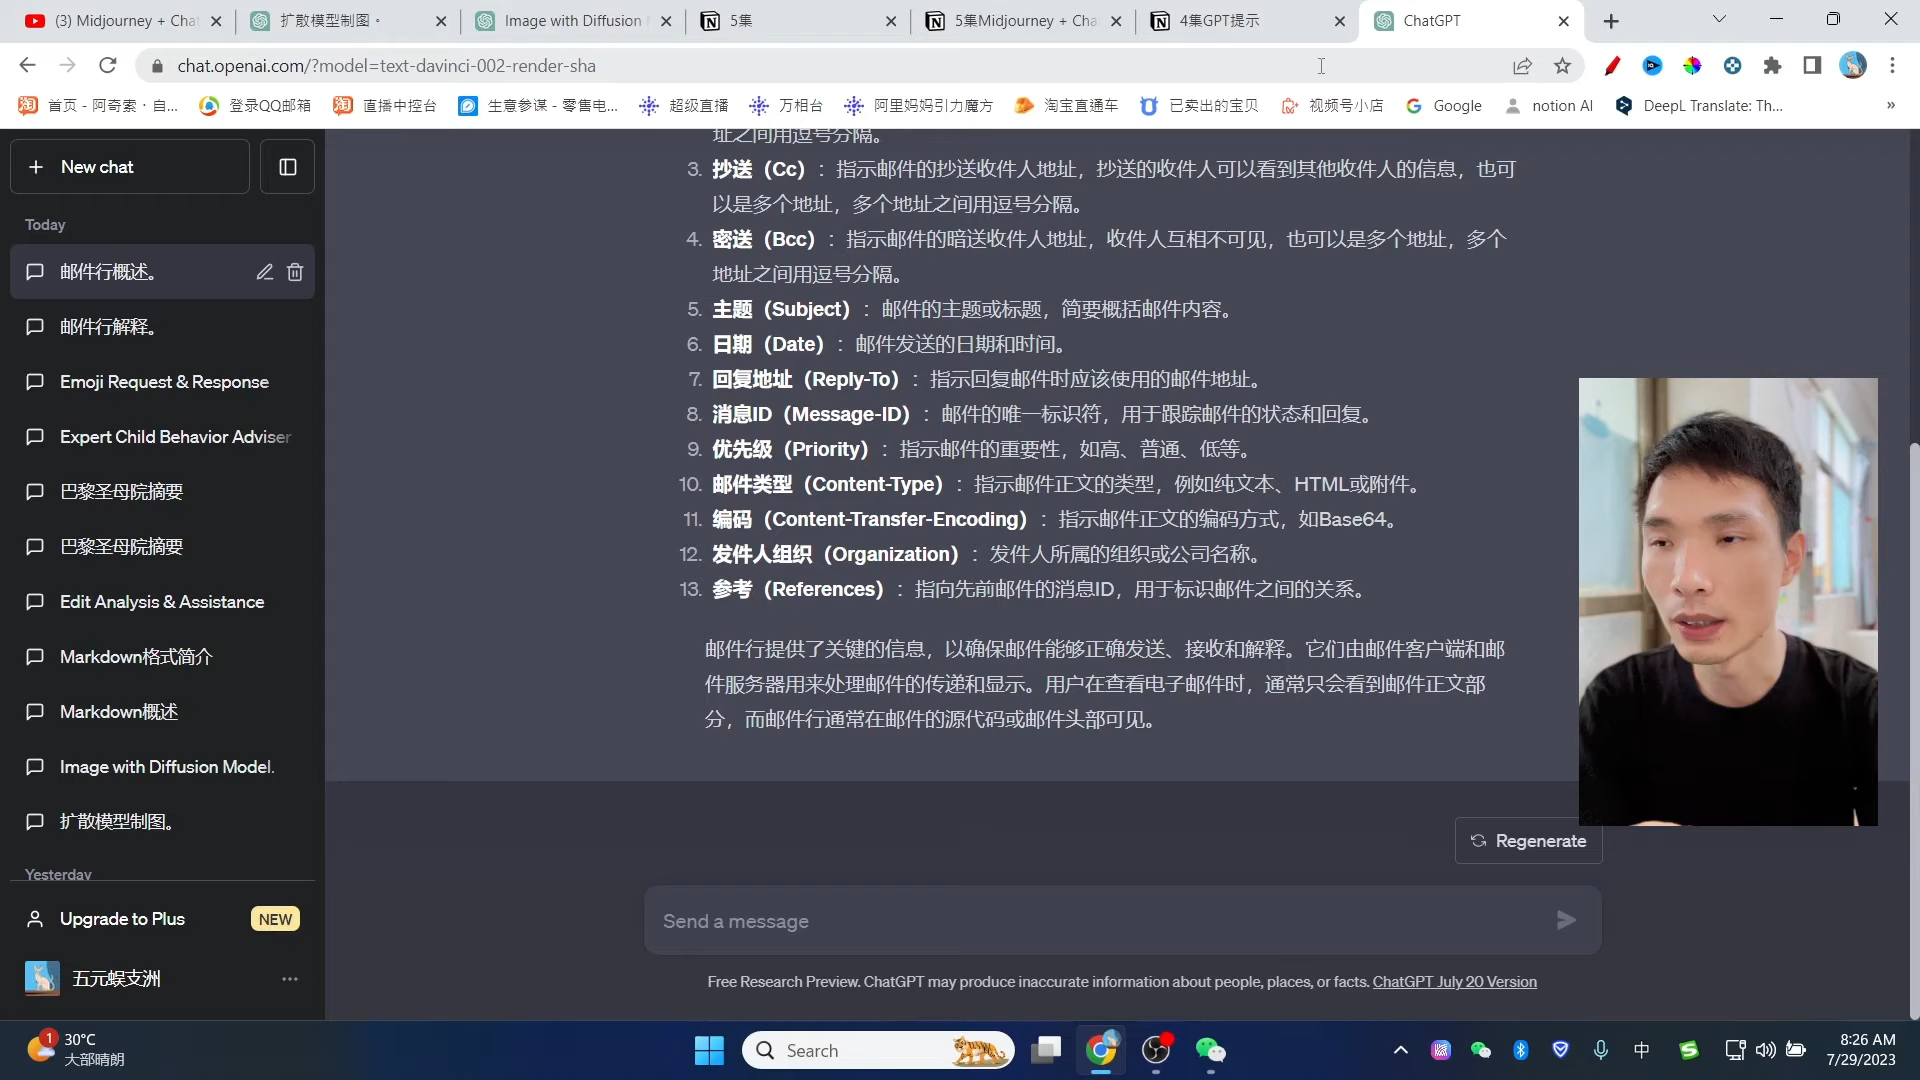 (3) Midjourney + Cha
扩散模型制图。
Image with Diffusion
5集
5集Midjourney + Cha
4集GPT提示
ChatGPT
chat.openai.com/?model=text-davinci-002-render-sha
首页 - 阿奇索 · 自...
登录QQ邮箱
直播中控台
生意参谋 - 零售电...
超级直播
万相台
阿里妈妈引力魔方
淘宝直通车
已卖出的宝贝
视频号小店
Google
notion AI
DeepL Translate: Th...
New chat
Today
邮件行概述。
邮件行解释。
Emoji Request & Response
Expert Child Behavior Adviser
巴黎圣母院摘要
巴黎圣母院摘要
Edit Analysis & Assistance
Markdown格式简介
Markdown概述
Image with Diffusion Model.
扩散模型制图。
Yesterday
Upgrade to Plus
NEW
五元蜈支洲
址之间用逗号分隔。
3. 抄送（Cc）：指示邮件的抄送收件人地址，抄送的收件人可以看到其他收件人的信息，也可
以是多个地址，多个地址之间用逗号分隔。
4. 密送（Bcc）：指示邮件的暗送收件人地址，收件人互相不可见，也可以是多个地址，多个
地址之间用逗号分隔。
5. 主题（Subject）：邮件的主题或标题，简要概括邮件内容。
6. 日期（Date）：邮件发送的日期和时间。
7. 回复地址（Reply-To）：指示回复邮件时应该使用的邮件地址。
8. 消息ID（Message-ID）：邮件的唯一标识符，用于跟踪邮件的状态和回复。
9. 优先级（Priority）：指示邮件的重要性，如高、普通、低等。
10. 邮件类型（Content-Type）：指示邮件正文的类型，例如纯文本、HTML或附件。
11. 编码（Content-Transfer-Encoding）：指示邮件正文的编码方式，如Base64。
12. 发件人组织（Organization）：发件人所属的组织或公司名称。
13. 参考（References）：指向先前邮件的消息ID，用于标识邮件之间的关系。
邮件行提供了关键的信息，以确保邮件能够正确发送、接收和解释。它们由邮件客户端和邮
件服务器用来处理邮件的传递和显示。用户在查看电子邮件时，通常只会看到邮件正文部
分，而邮件行通常在邮件的源代码或邮件头部可见。
Regenerate
Send a message
Free Research Preview. ChatGPT may produce inaccurate information about people, places, or facts. ChatGPT July 20 Version
1
30°C
大部晴朗
Search
中
8:26 AM
7/29/2023